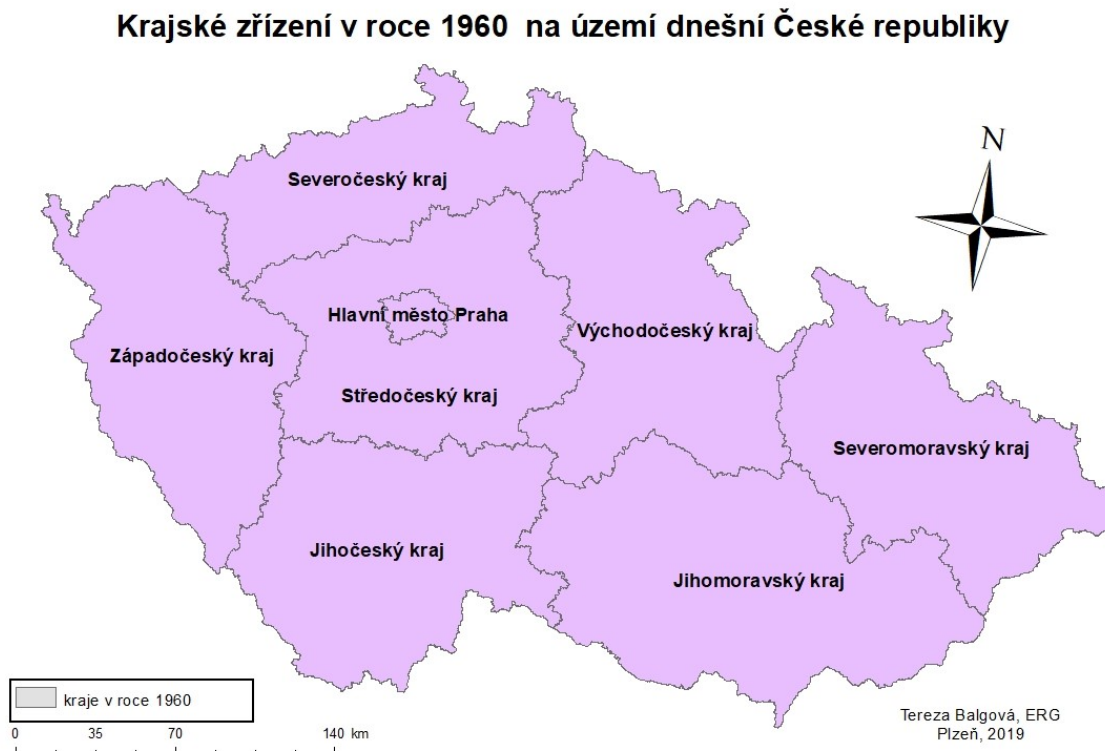 Krajské zřízení v roce 1960 na území dnešní České republiky
N
Severočeský kraj
Hlavní město Praha
Východočeský kraj
Západočeský kraj
Středočeský kraj
Severomoravský kraj
Jihočeský kraj
Jihomoravský kraj
kraje v roce 1960
0 35 70 140 km
Tereza Balgová, ERG
Plzeň, 2019